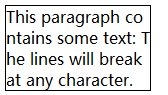 This paragraph co
ntains some text: T
he lines will break
at any character.